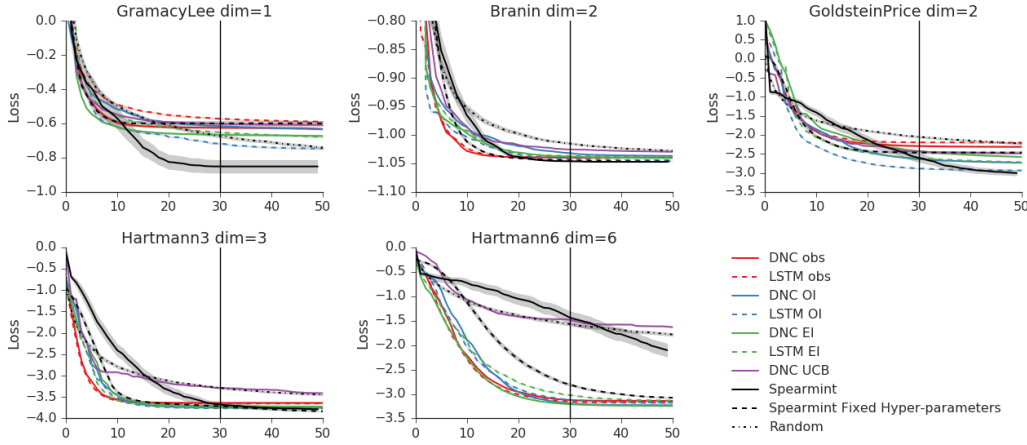 GramacyLee dim=1
Branin dim=2
GoldsteinPrice dim=2
Loss
0.0
−0.2
−0.4
−0.6
−0.8
−1.0
0 10 20 30 40 50
Loss
−0.80
−0.85
−0.90
−0.95
−1.00
−1.05
−1.10
0 10 20 30 40 50
Loss
1.0
0.5
0.0
−0.5
−1.0
−1.5
−2.0
−2.5
−3.0
−3.5
0 10 20 30 40 50
Hartmann3 dim=3
Hartmann6 dim=6
Loss
0.0
−0.5
−1.0
−1.5
−2.0
−2.5
−3.0
−3.5
−4.0
0 10 20 30 40 50
Loss
0.0
−0.5
−1.0
−1.5
−2.0
−2.5
−3.0
−3.5
0 10 20 30 40 50
DNC obs
LSTM obs
DNC OI
LSTM OI
DNC EI
LSTM EI
DNC UCB
Spearmint
Spearmint Fixed Hyper-parameters
Random